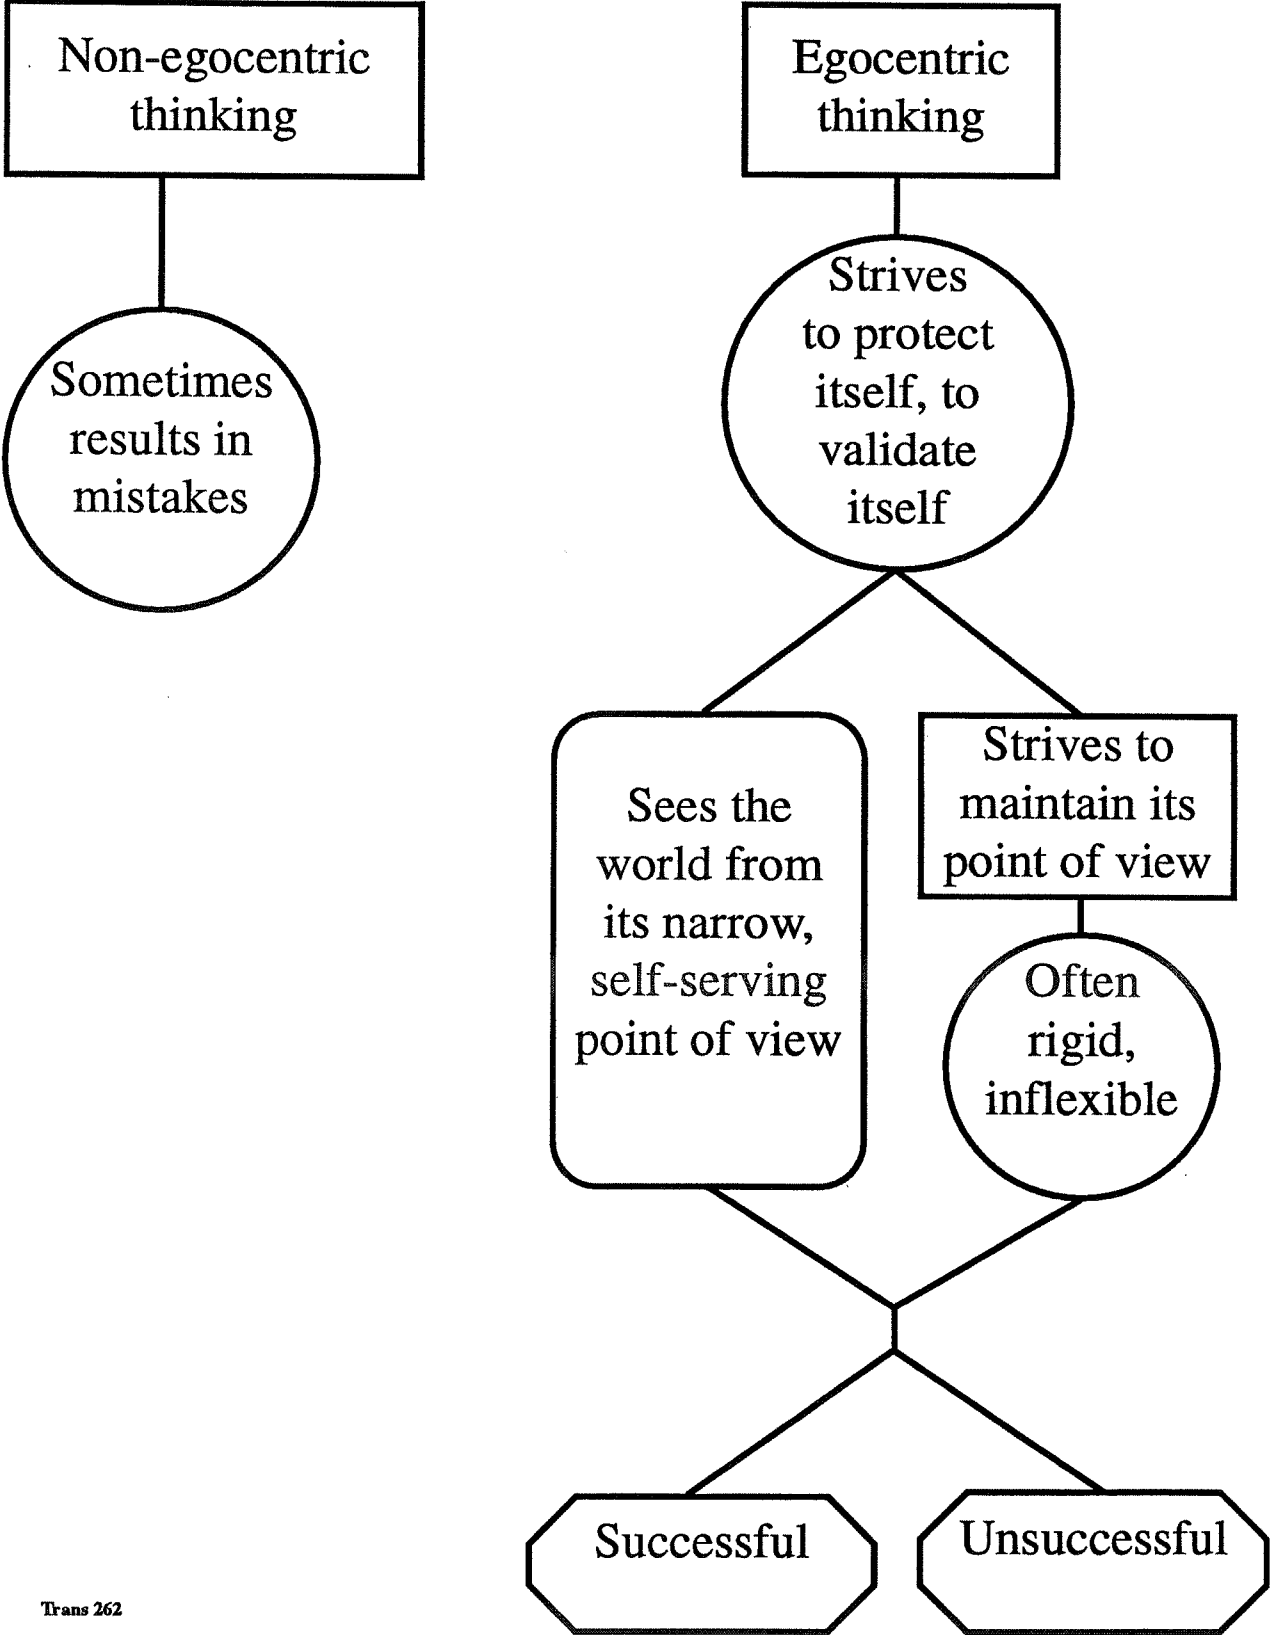 Non-egocentric
thinking
Sometimes
results in
mistakes
Egocentric
thinking
Strives
to protect
itself, to
validate
itself
Sees the
world from
its narrow,
self-serving
point of view
Strives to
maintain its
point of view
Often
rigid,
inflexible
Successful
Unsuccessful
Trans 262